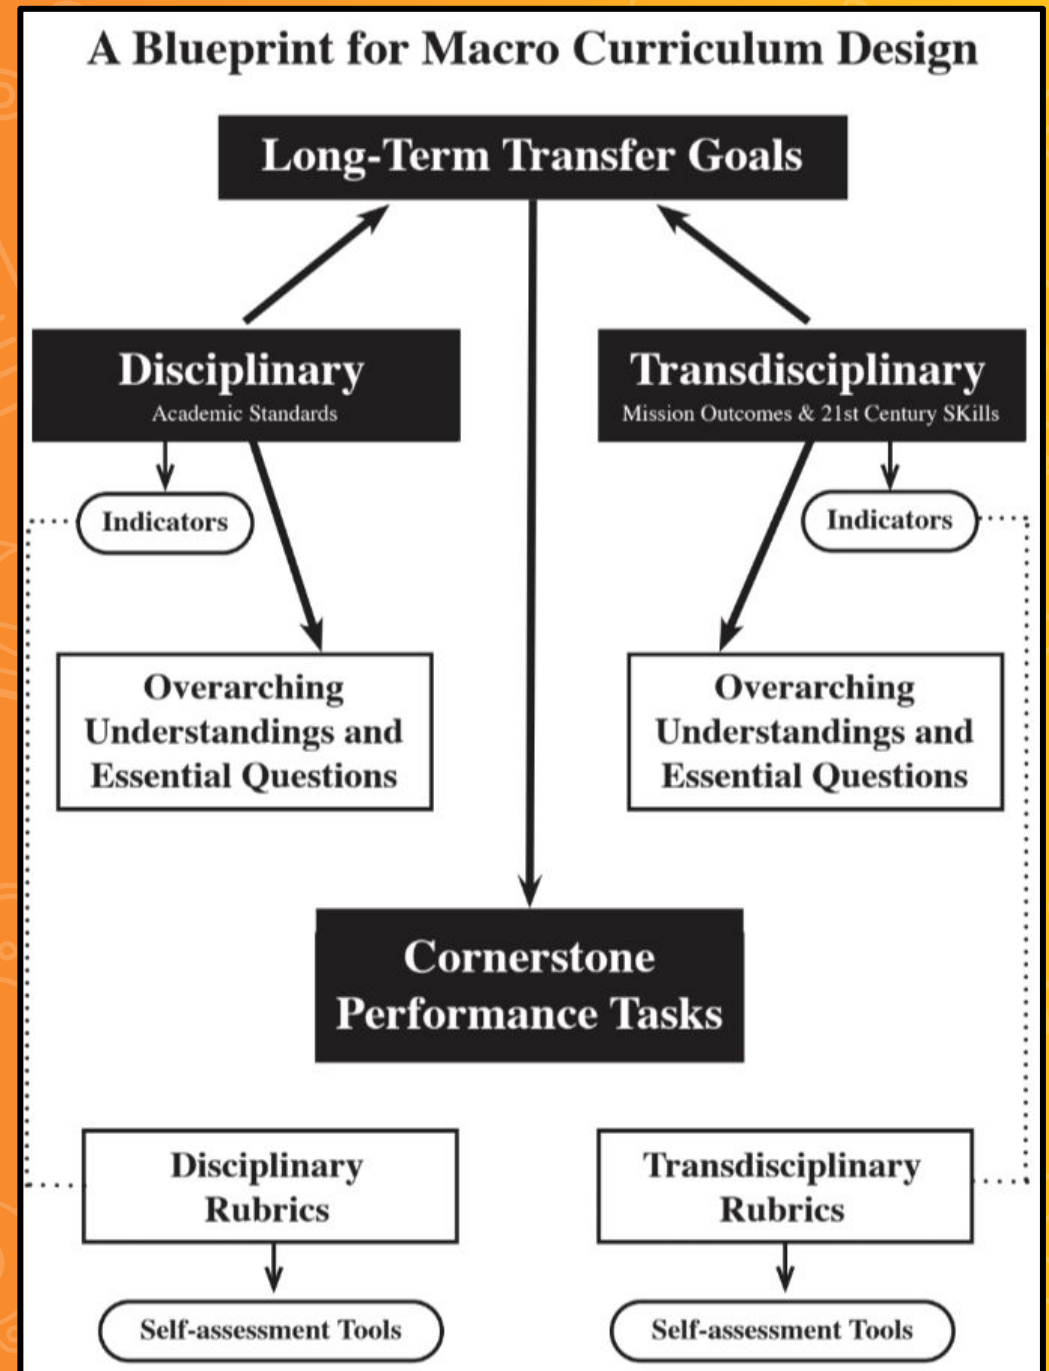 A Blueprint for Macro Curriculum Design
Long-Term Transfer Goals
Disciplinary
Academic Standards
Transdisciplinary
Mission Outcomes & 21st Century SKills
Indicators
Indicators
Overarching
Understandings and
Essential Questions
Overarching
Understandings and
Essential Questions
Cornerstone
Performance Tasks
Disciplinary
Rubrics
Transdisciplinary
Rubrics
Self-assessment Tools
Self-assessment Tools